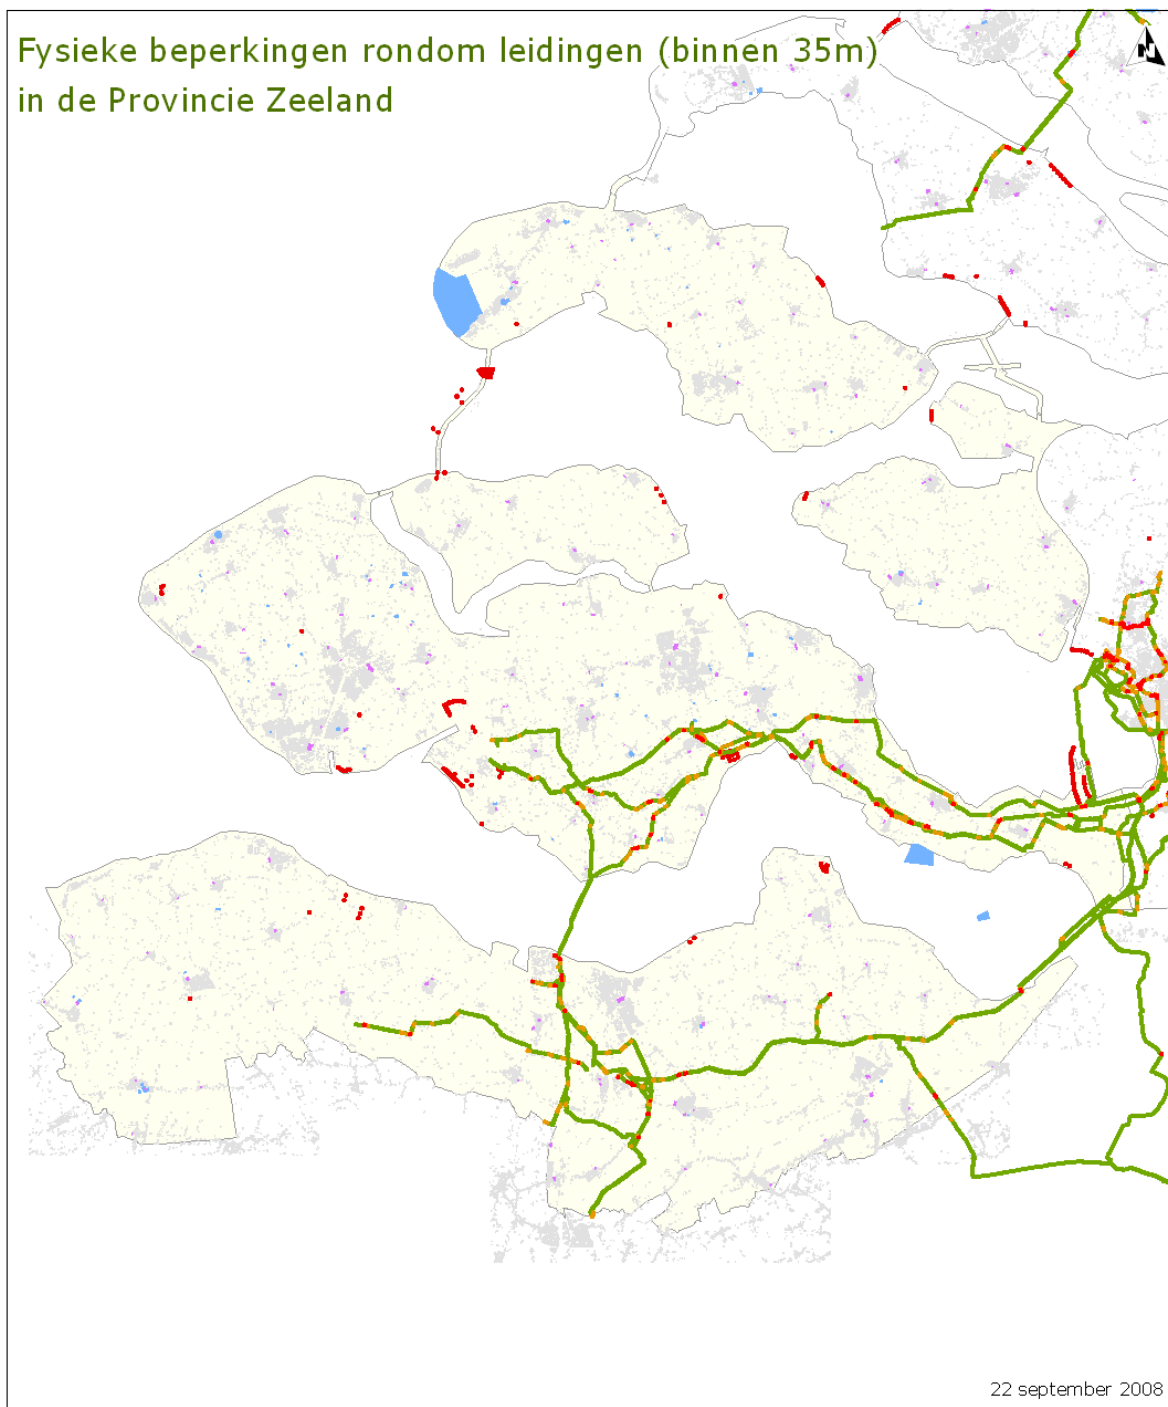 Fysieke beperkingen rondom leidingen (binnen 35m)
in de Provincie Zeeland
N
22 september 2008